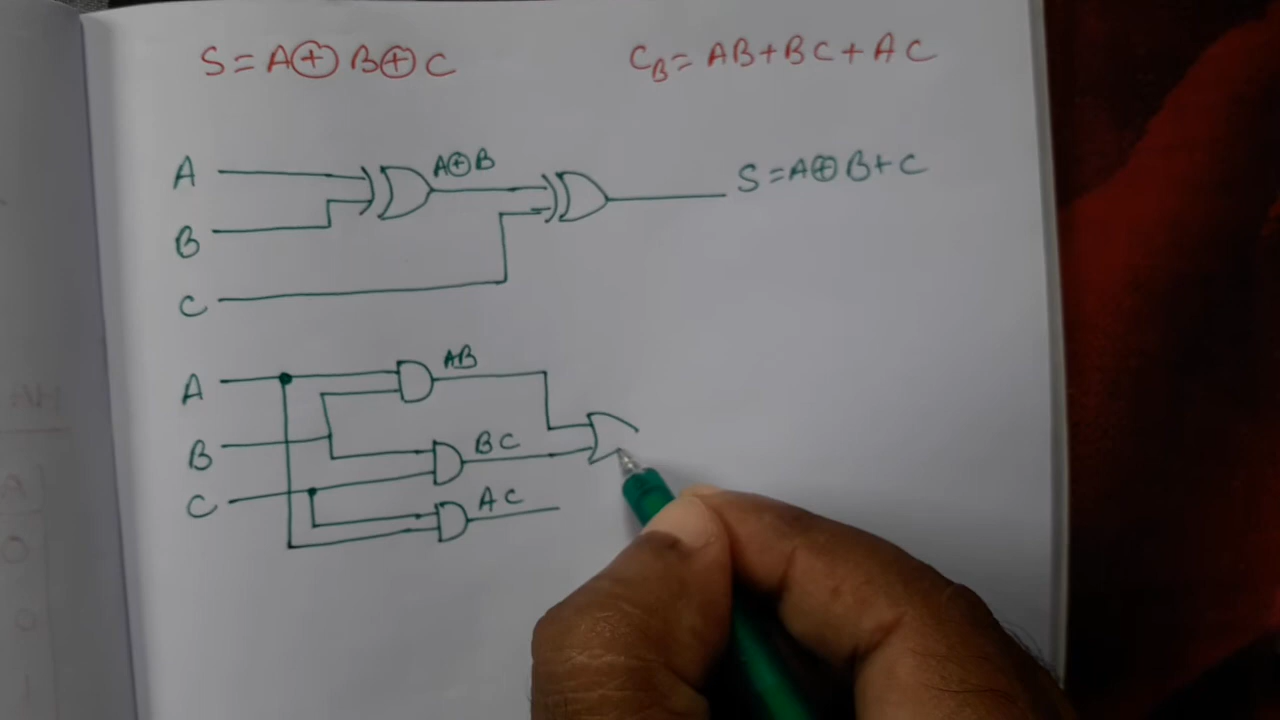 S = A ⊕ B ⊕ C
C_B = AB + BC + AC
A
A⊕B
S = A⊕B+C
B
C
A
AB
B
BC
C
AC